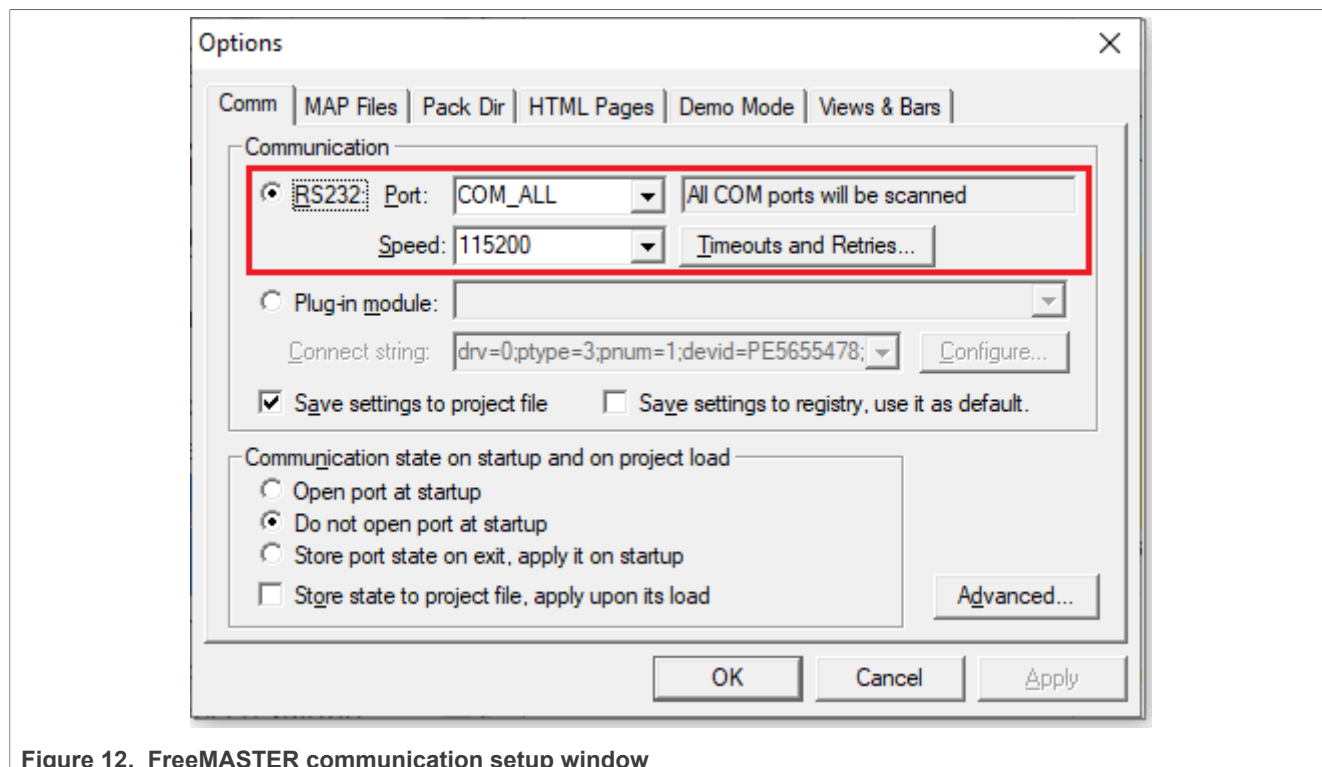 Options
Comm MAP Files Pack Dir HTML Pages Demo Mode Views & Bars
Communication
RS232: Port: COM_ALL All COM ports will be scanned
Speed: 115200 Timeouts and Retries...
Plug-in module:
Connect string: drv=0;ptype=3;pnum=1;devid=PE5655478; Configure...
Save settings to project file Save settings to registry, use it as default.
Communication state on startup and on project load
Open port at startup
Do not open port at startup
Store port state on exit, apply it on startup
Store state to project file, apply upon its load Advanced...
OK Cancel Apply
Figure 12. FreeMASTER communication setup window